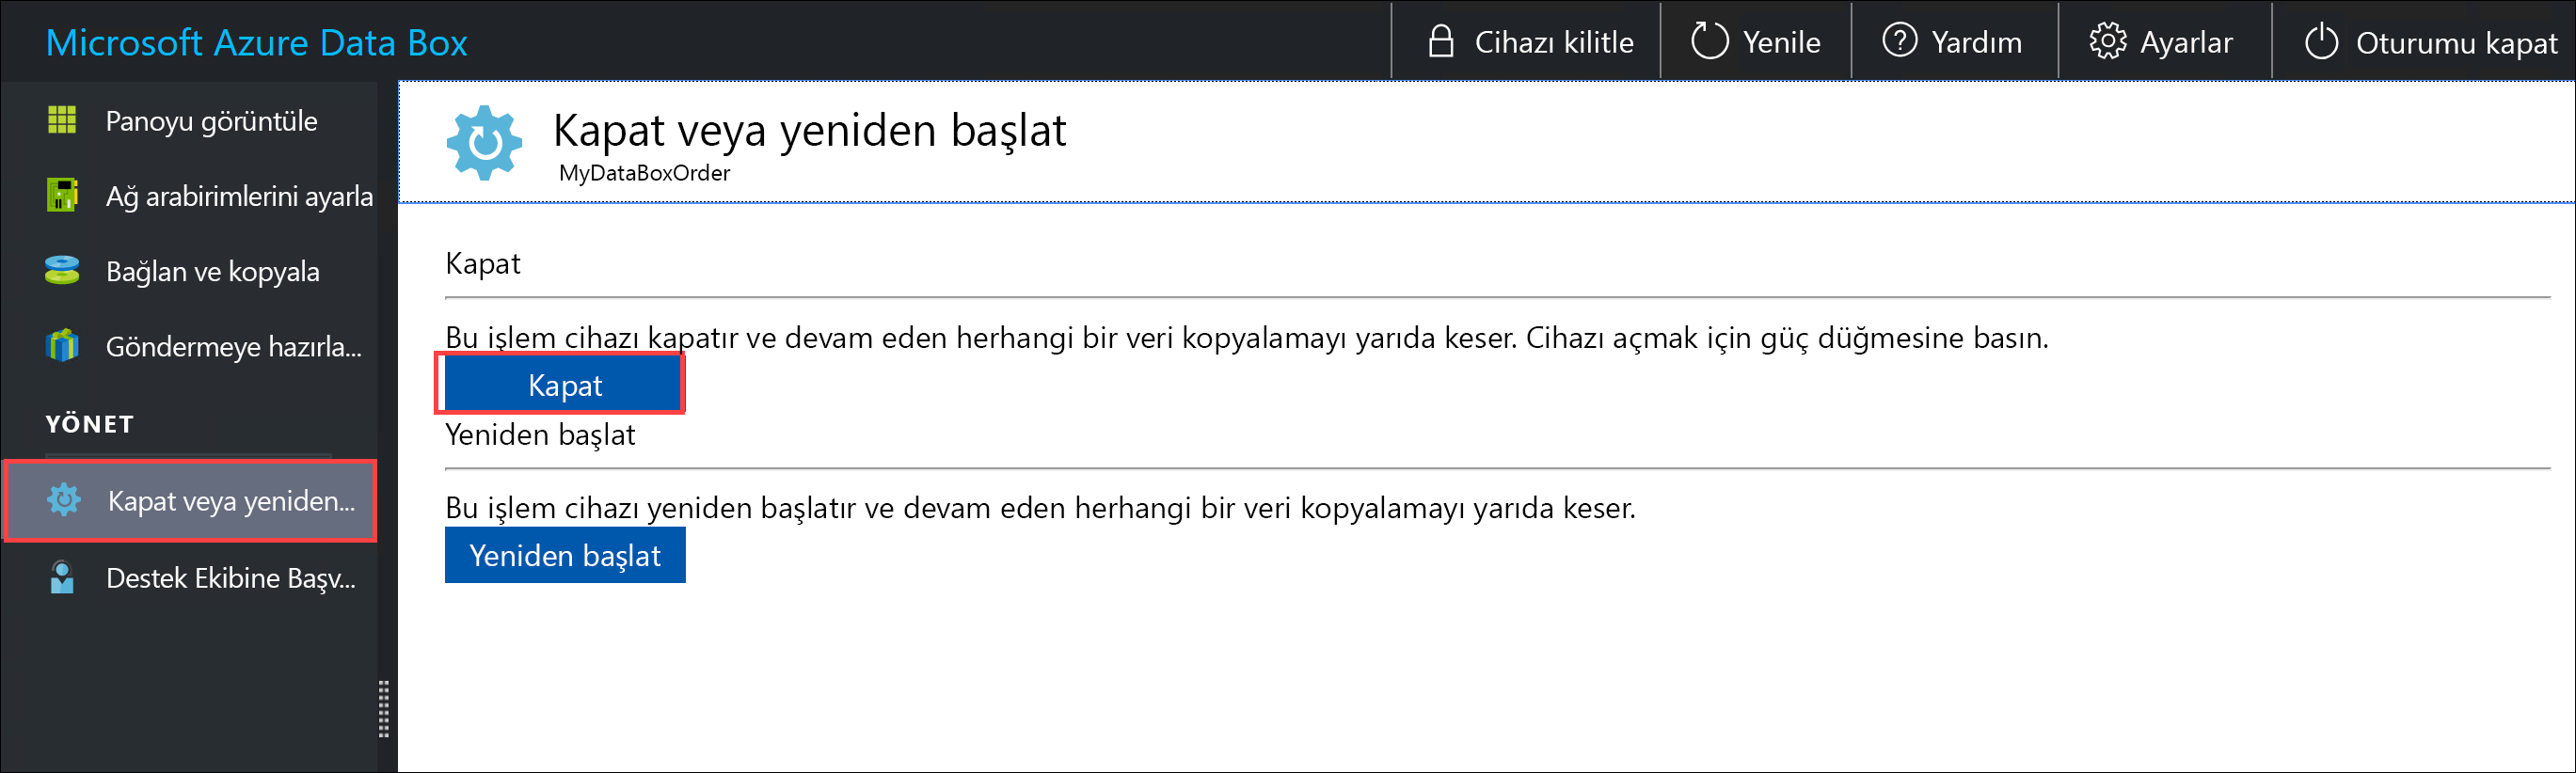 Microsoft Azure Data Box
Cihazı kilitle
Yenile
Yardım
Ayarlar
Oturumu kapat
Panoyu görüntüle
Ağ arabirimlerini ayarla
Bağlan ve kopyala
Göndermeye hazırla...
YÖNET
Kapat veya yeniden...
Destek Ekibine Başv...
Kapat veya yeniden başlat
MyDataBoxOrder
Kapat
Bu işlem cihazı kapatır ve devam eden herhangi bir veri kopyalamayı yarıda keser. Cihazı açmak için güç düğmesine basın.
Kapat
Yeniden başlat
Bu işlem cihazı yeniden başlatır ve devam eden herhangi bir veri kopyalamayı yarıda keser.
Yeniden başlat